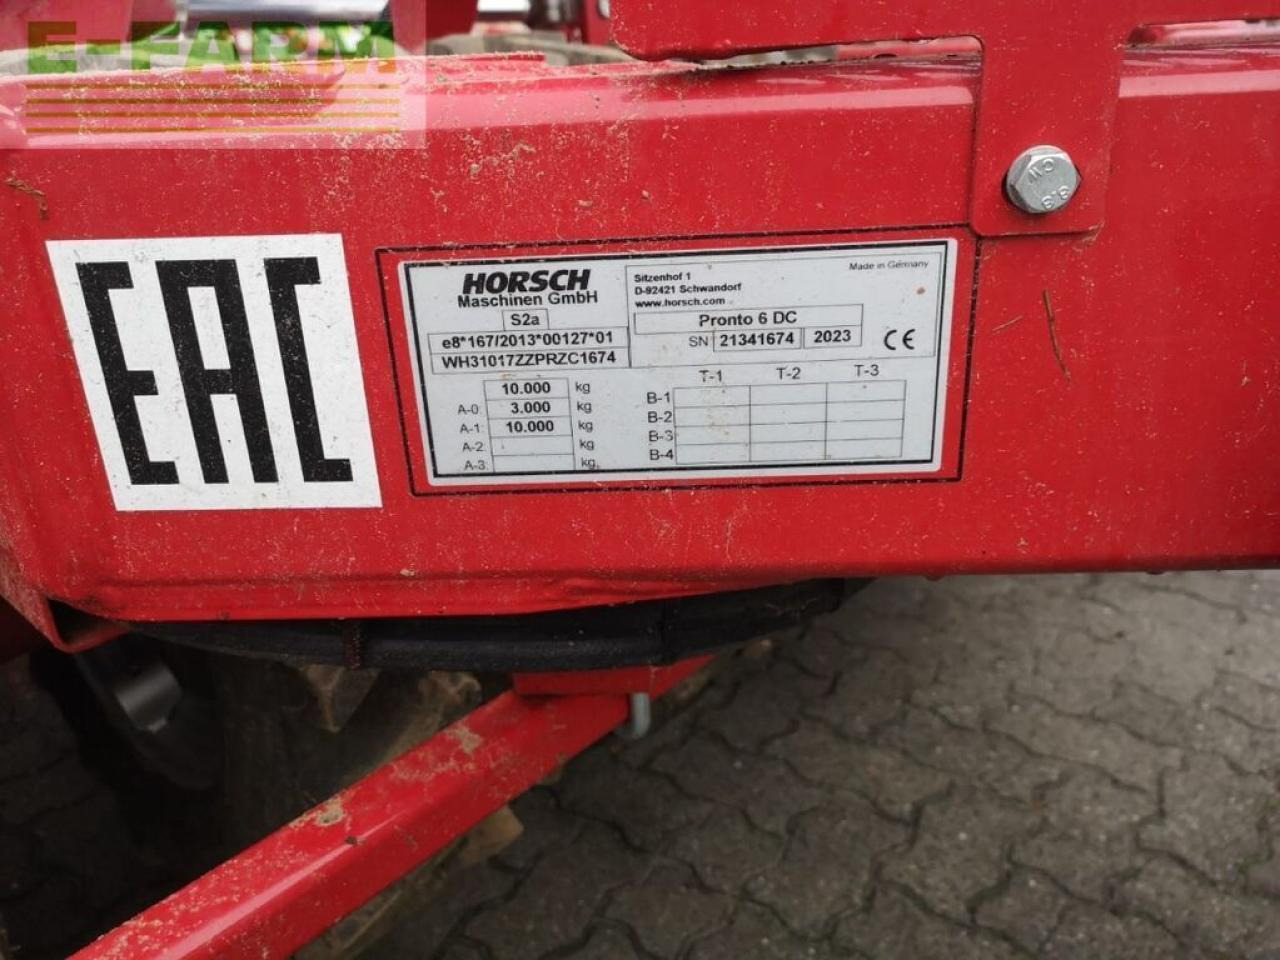 E-FARM
EAC
HORSCH
Maschinen GmbH
Sitzenhof 1
D-92421 Schwandorf
www.horsch.com
Made in Germany
S2a
e8*167/2013*00127*01
WH31017ZZPRZC1674
Pronto 6 DC
SN 21341674 2023 CE
10.000 kg
A-0: 3.000 kg
A-1: 10.000 kg
A-2: kg
A-3: kg
T-1 T-2 T-3
B-1
B-2
B-3
B-4
CW
8.8